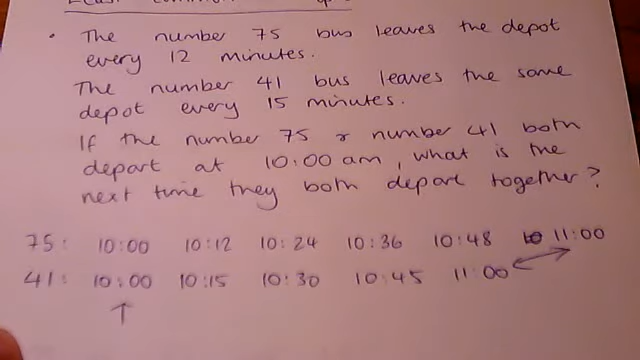 Least common
• The number 75 bus leaves the depot
every 12 minutes.
The number 41 bus leaves the same
depot every 15 minutes.
If the number 75 & number 41 both
depart at 10:00 am, what is the
next time they both depart together?
75: 10:00 10:12 10:24 10:36 10:48 11:00
41: 10:00 10:15 10:30 10:45 11:00